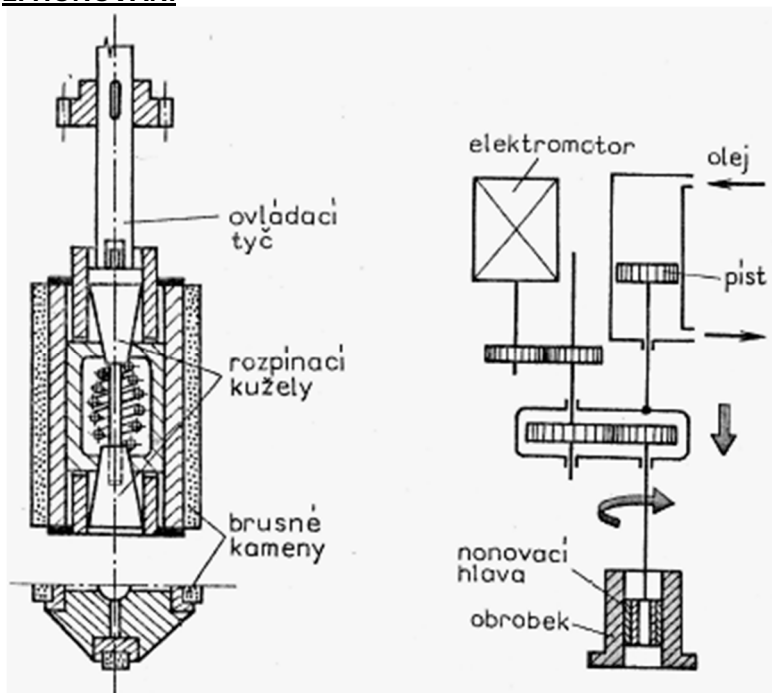 ovládací
tyč
rozpínací
kužely
brusné
kameny
elektromotor
olej
píst
nonovací
hlava
obrobek